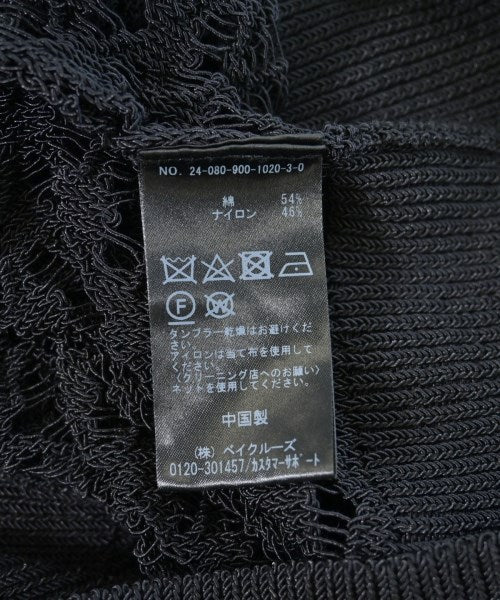 NO. 24-080-900-1020-3-0
綿 54%
ナイロン 46%
F W
タンブラー乾燥はお避けくだ
さい。
アイロンは当て布を使用して
ください。
〈クリーニング店へのお願い〉
ネットを使用してください。
中国製
(株) ベイクルーズ
0120-301457/カスタマーサポート